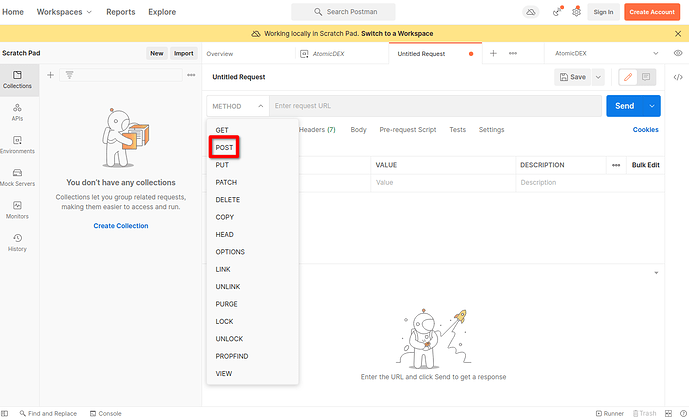 Home Workspaces Reports Explore Search Postman Sign In Create Account
Working locally in Scratch Pad. Switch to a Workspace
Scratch Pad New Import Overview AtomicDEX Untitled Request AtomicDEX
Collections
APIs
Environments
Mock Servers
Monitors
History
You don't have any collections
Collections let you group related requests,
making them easier to access and run.
Create Collection
Untitled Request Save
METHOD Enter request URL Send
Headers (7) Body Pre-request Script Tests Settings Cookies
VALUE DESCRIPTION Bulk Edit
Value Description
GET
POST
PUT
PATCH
DELETE
COPY
HEAD
OPTIONS
LINK
UNLINK
PURGE
LOCK
UNLOCK
PROPFIND
VIEW
Enter the URL and click Send to get a response
Find and Replace Console Runner Trash